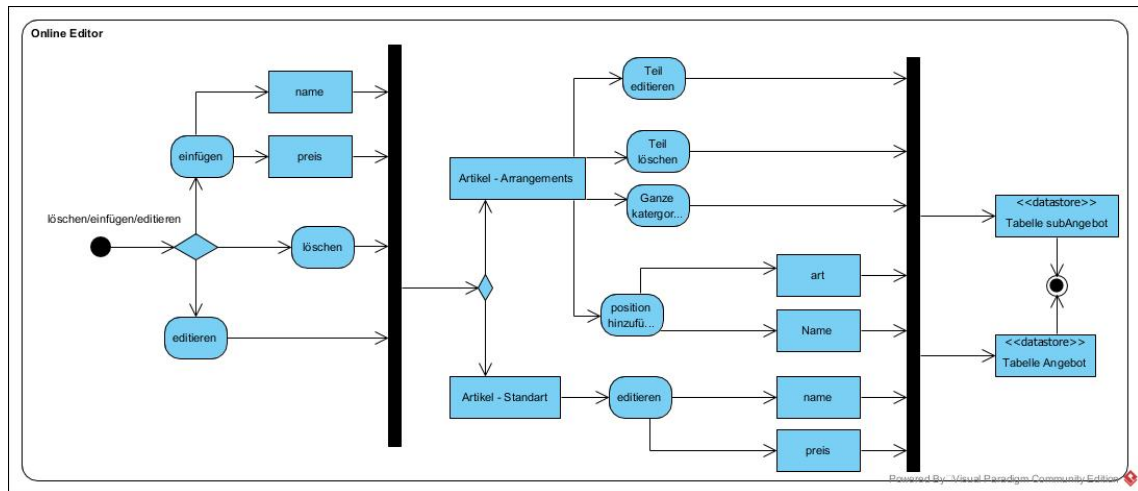 Online Editor
name
einfügen
preis
löschen/einfügen/editieren
löschen
editieren
Teil
editieren
Teil
löschen
Artikel - Arrangements
Ganze
katergor...
position
hinzufü...
art
Name
Artikel - Standart
editieren
name
preis
<<datastore>>
Tabelle subAngebot
<<datastore>>
Tabelle Angebot
Powered By Visual Paradigm Community Edition